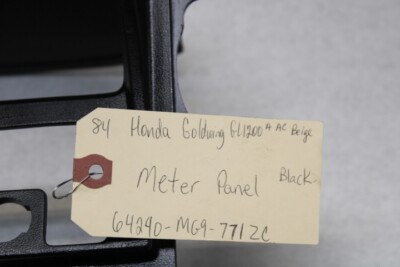 84 Honda Goldwing GL1200 A AC Beige
Meter Panel Black
64240-MG9-771ZC